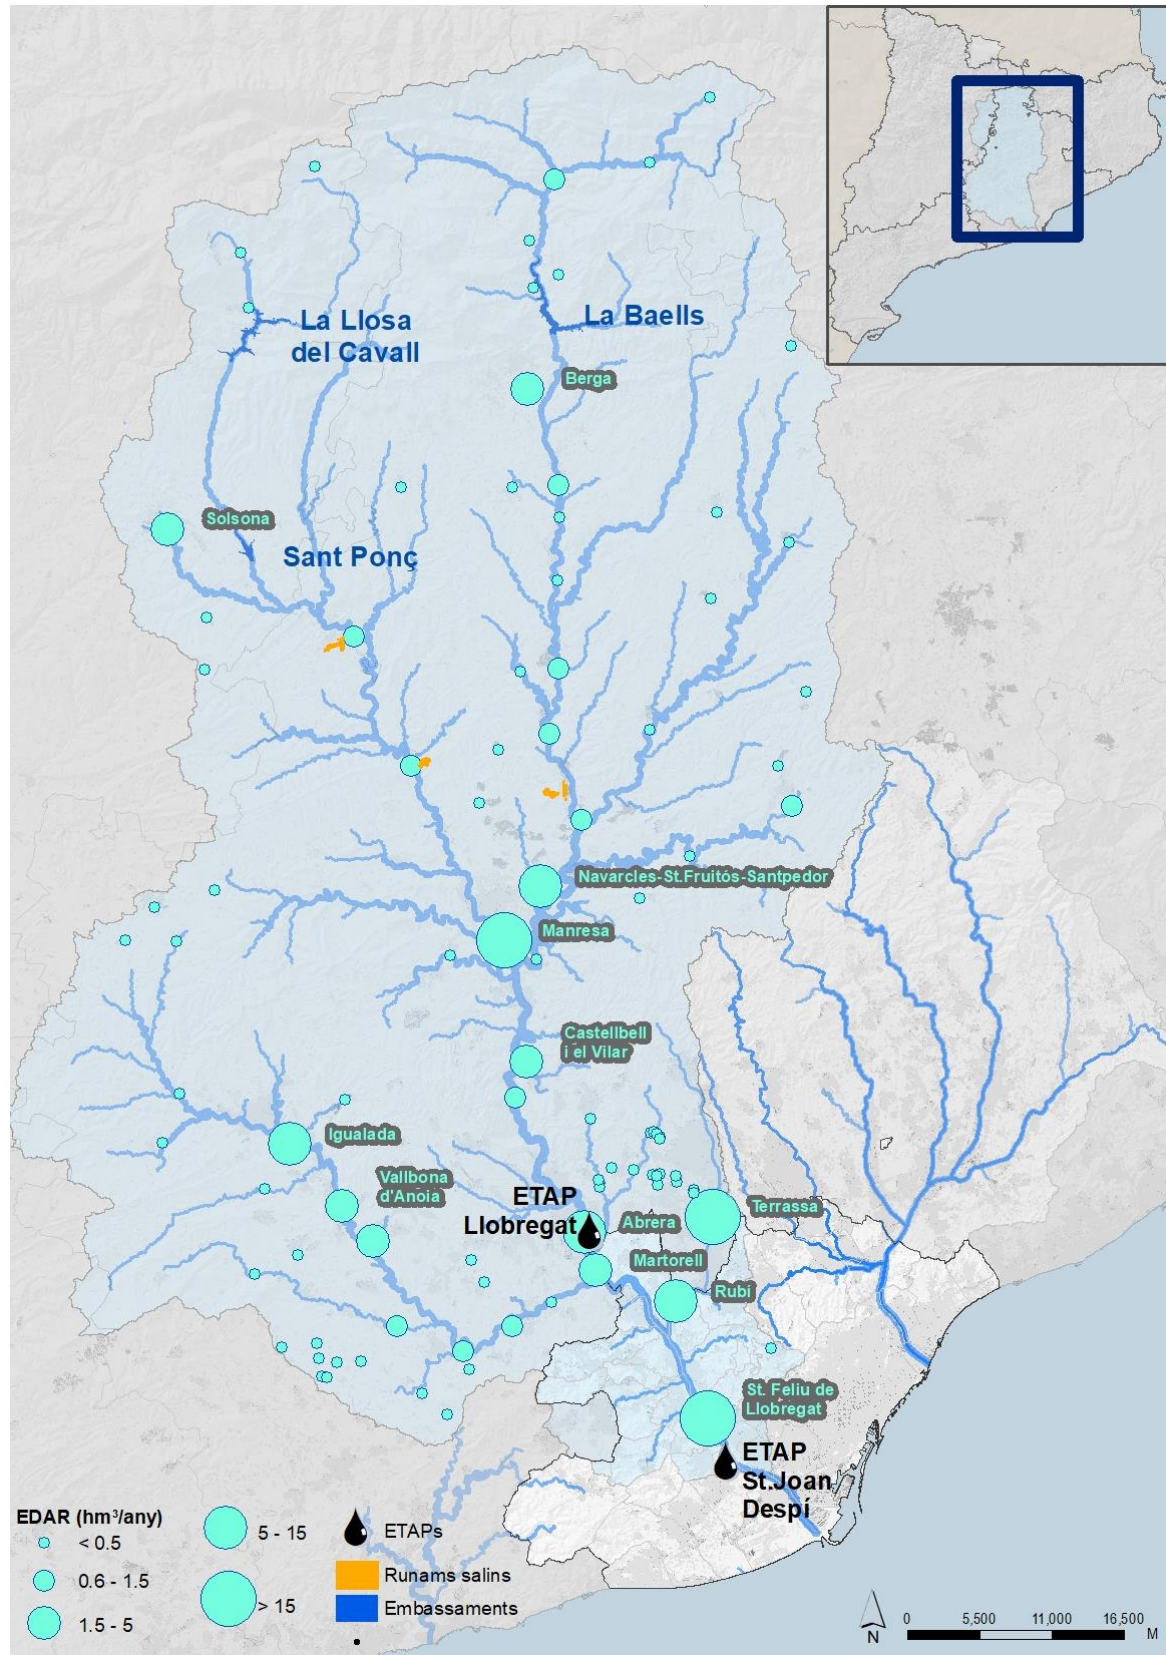 La Llosa
del Cavall
La Baells
Berga
Solsona
Sant Ponç
Navarcles-St.Fruitós-Santpedor
Manresa
Castellbell
i el Vilar
Igualada
Vallbona
d'Anoia
ETAP
Llobregat
Abrera
Terrassa
Martorell
Rubí
St. Feliu de
Llobregat
ETAP
St.Joan
Despí
EDAR (hm³/any)
< 0.5
0.6 - 1.5
1.5 - 5
5 - 15
> 15
ETAPs
Runams salins
Embassaments
N
0 5,500 11,000 16,500
M